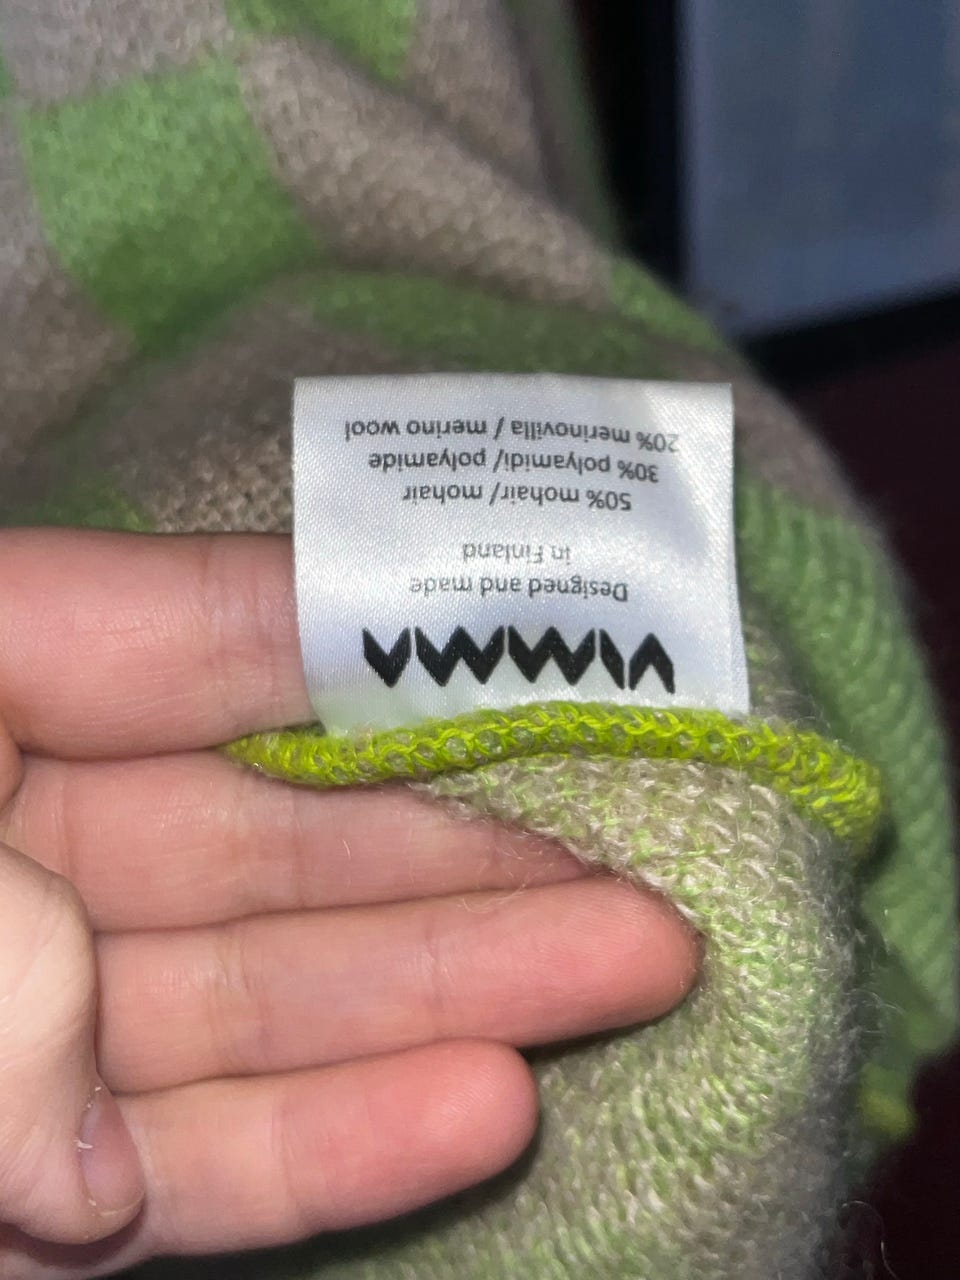 VIMMA
Designed and made
in Finland
50% mohair/ mohair
30% polyamidi/ polyamide
20% merinovilla / merino wool